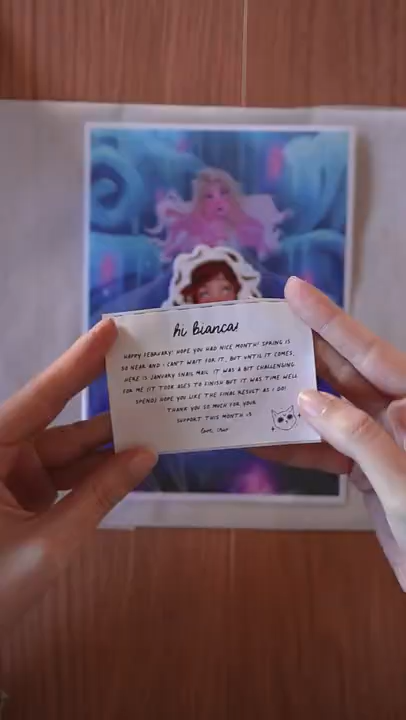 hi bianca!
HAPPY FEBRUARY! HOPE YOU HAD NICE MONTH! SPRING IS
SO NEAR AND I CAN'T WAIT FOR IT, BUT UNTIL IT COMES,
HERE IS JANUARY SNAIL MAIL. IT WAS A BIT CHALLENGING
FOR ME (IT TOOK AGES TO FINISH BUT IT WAS TIME WELL
SPEND) HOPE YOU LIKE THE FINAL RESULT AS I DO!
THANK YOU SO MUCH FOR YOUR
SUPPORT THIS MONTH IS
love,